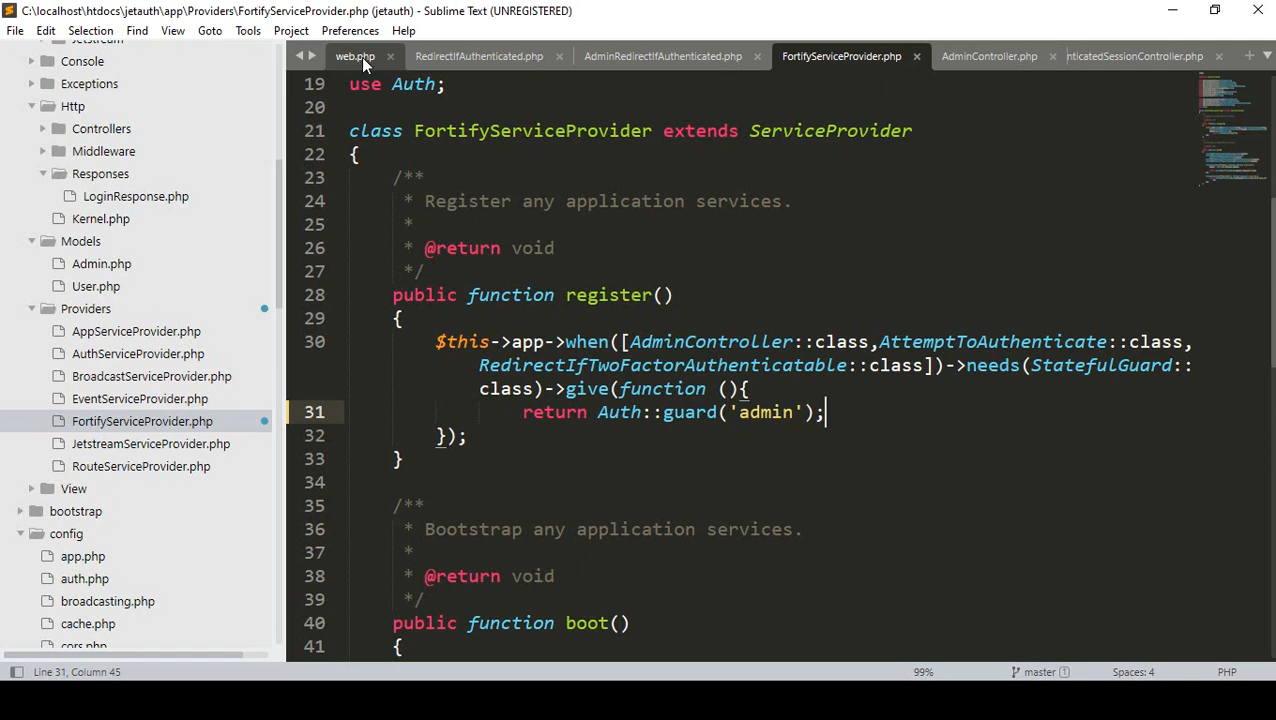 C:\localhost\htdocs\jetauth\app\Providers\FortifyServiceProvider.php (jetauth) - Sublime Text (UNREGISTERED)
File Edit Selection Find View Goto Tools Project Preferences Help
web.php RedirectIfAuthenticated.php AdminRedirectIfAuthenticated.php FortifyServiceProvider.php AdminController.php nticatedSessionController.php
Console
Exceptions
Http
Controllers
Middleware
Responses
LoginResponse.php
Kernel.php
Models
Admin.php
User.php
Providers
AppServiceProvider.php
AuthServiceProvider.php
BroadcastServiceProvider.php
EventServiceProvider.php
FortifyServiceProvider.php
JetstreamServiceProvider.php
RouteServiceProvider.php
View
bootstrap
config
app.php
auth.php
broadcasting.php
cache.php
cors.php
19 use Auth;
20
21 class FortifyServiceProvider extends ServiceProvider
22 {
23 /**
24 * Register any application services.
25 *
26 * @return void
27 */
28 public function register()
29 {
30 $this->app->when([AdminController::class,AttemptToAuthenticate::class,
RedirectIfTwoFactorAuthenticatable::class])->needs(StatefulGuard::
class)->give(function (){
31 return Auth::guard('admin');
32 });
33 }
34
35 /**
36 * Bootstrap any application services.
37 *
38 * @return void
39 */
40 public function boot()
41 {
Line 31, Column 45 99% master 1 Spaces: 4 PHP